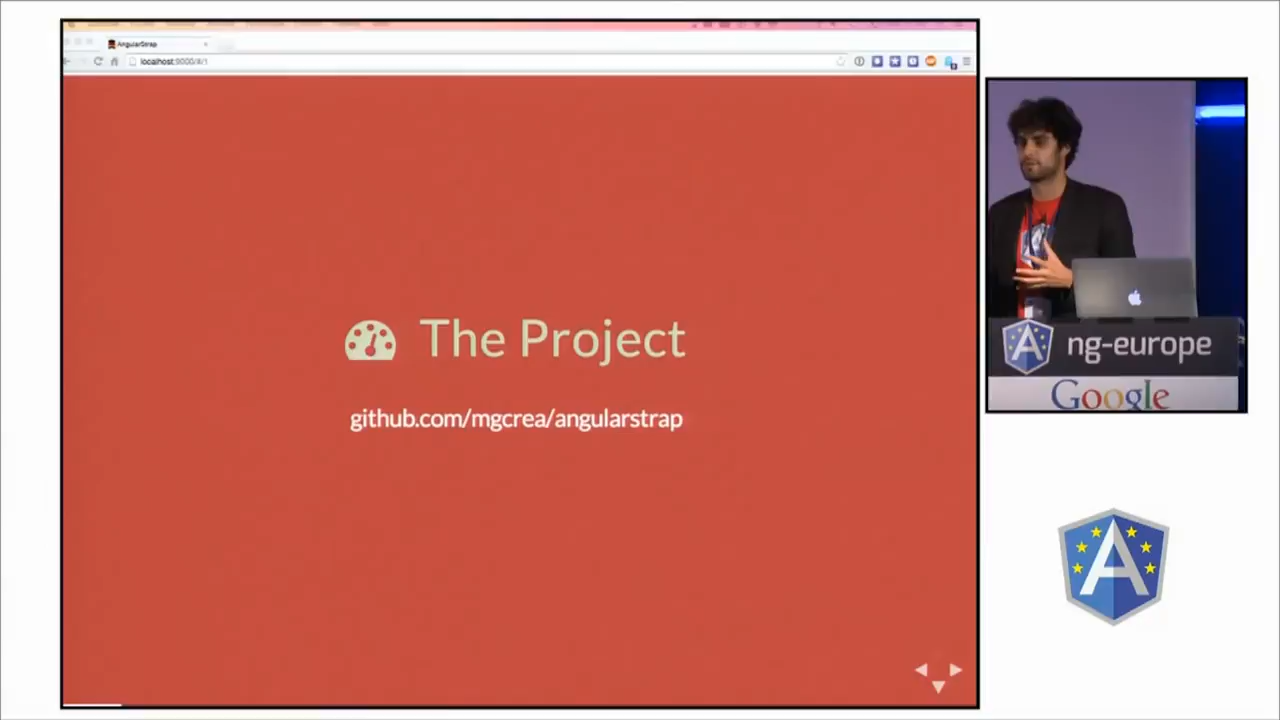 AngularStrap
localhost:9000/#/1
The Project
github.com/mgcrea/angularstrap
ng-europe
Google